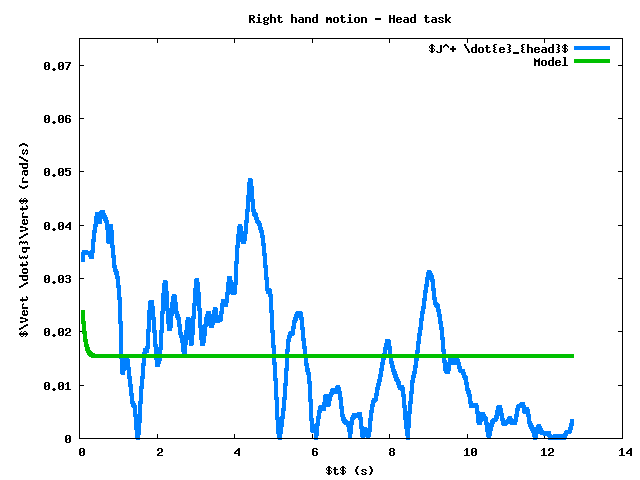 Right hand motion - Head task
$J^+ \dot{e}_{head}$
Model
0.07
0.06
0.05
0.04
0.03
0.02
0.01
0
$\Vert \dot{q}\Vert$ (rad/s)
0 2 4 6 8 10 12 14
$t$ (s)